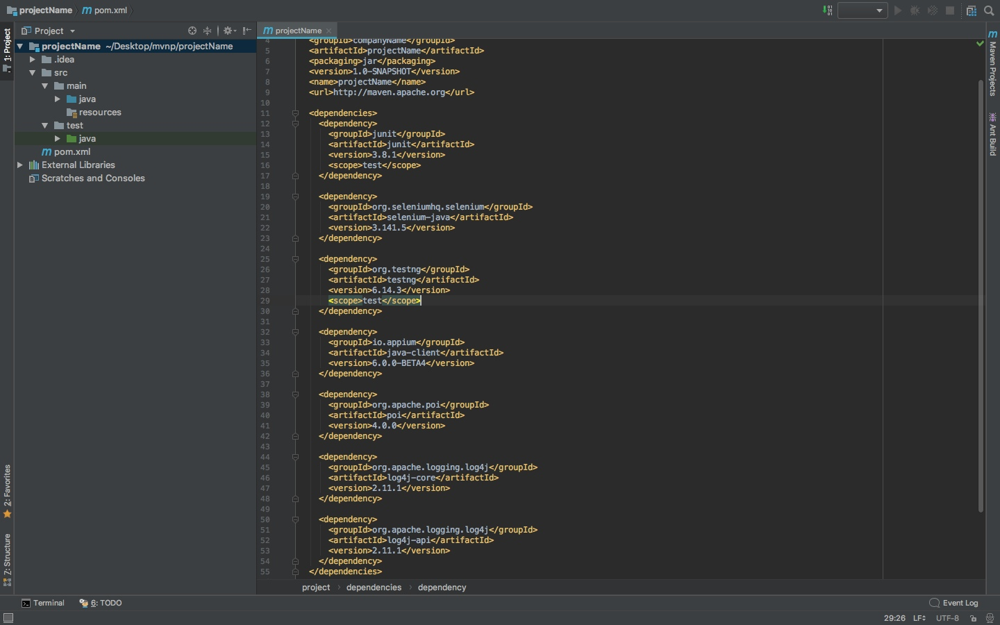 projectName pom.xml
Project
projectName ~/Desktop/mvnp/projectName
.idea
src
main
java
resources
test
java
pom.xml
External Libraries
Scratches and Consoles
1: Project
2: Favorites
7: Structure
projectName
4 <groupId>companyName</groupId>
5 <artifactId>projectName</artifactId>
6 <packaging>jar</packaging>
7 <version>1.0-SNAPSHOT</version>
8 <name>projectName</name>
9 <url>http://maven.apache.org</url>
10
11 <dependencies>
12 <dependency>
13 <groupId>junit</groupId>
14 <artifactId>junit</artifactId>
15 <version>3.8.1</version>
16 <scope>test</scope>
17 </dependency>
18
19 <dependency>
20 <groupId>org.seleniumhq.selenium</groupId>
21 <artifactId>selenium-java</artifactId>
22 <version>3.141.5</version>
23 </dependency>
24
25 <dependency>
26 <groupId>org.testng</groupId>
27 <artifactId>testng</artifactId>
28 <version>6.14.3</version>
29 <scope>test</scope>
30 </dependency>
31
32 <dependency>
33 <groupId>io.appium</groupId>
34 <artifactId>java-client</artifactId>
35 <version>6.0.0-BETA4</version>
36 </dependency>
37
38 <dependency>
39 <groupId>org.apache.poi</groupId>
40 <artifactId>poi</artifactId>
41 <version>4.0.0</version>
42 </dependency>
43
44 <dependency>
45 <groupId>org.apache.logging.log4j</groupId>
46 <artifactId>log4j-core</artifactId>
47 <version>2.11.1</version>
48 </dependency>
49
50 <dependency>
51 <groupId>org.apache.logging.log4j</groupId>
52 <artifactId>log4j-api</artifactId>
53 <version>2.11.1</version>
54 </dependency>
55 </dependencies>
project › dependencies › dependency
Maven Projects
Ant Build
Terminal
6: TODO
Event Log
29:26 LF UTF-8